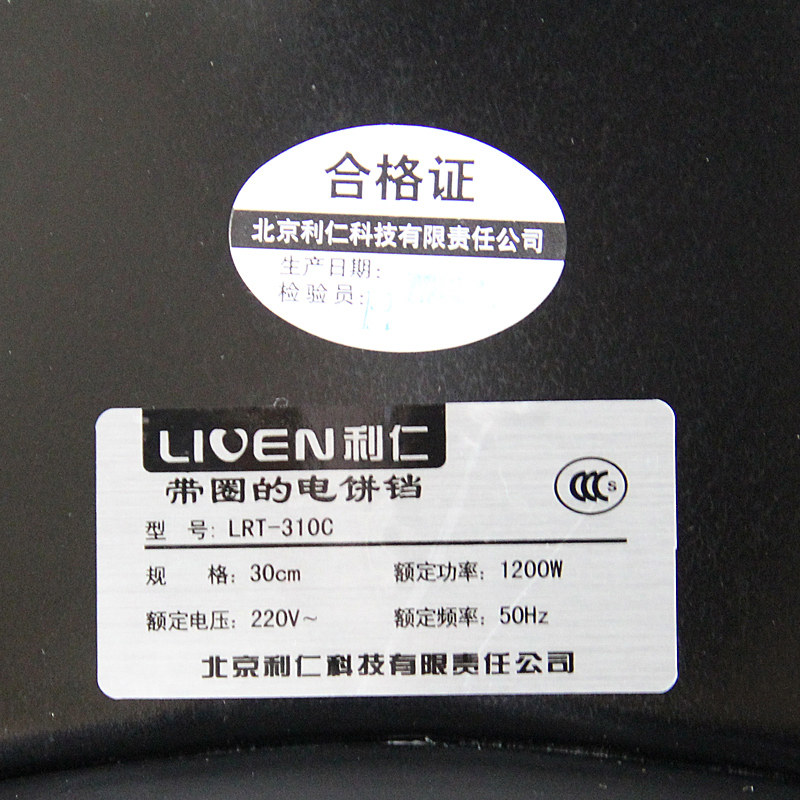 合格证
北京利仁科技有限责任公司
生产日期:
检验员:
LIVEN利仁
带圈的电饼铛
CCC S
型 号: LRT-310C
规 格: 30cm 额定功率: 1200W
额定电压: 220V~ 额定频率: 50Hz
北京利仁科技有限责任公司